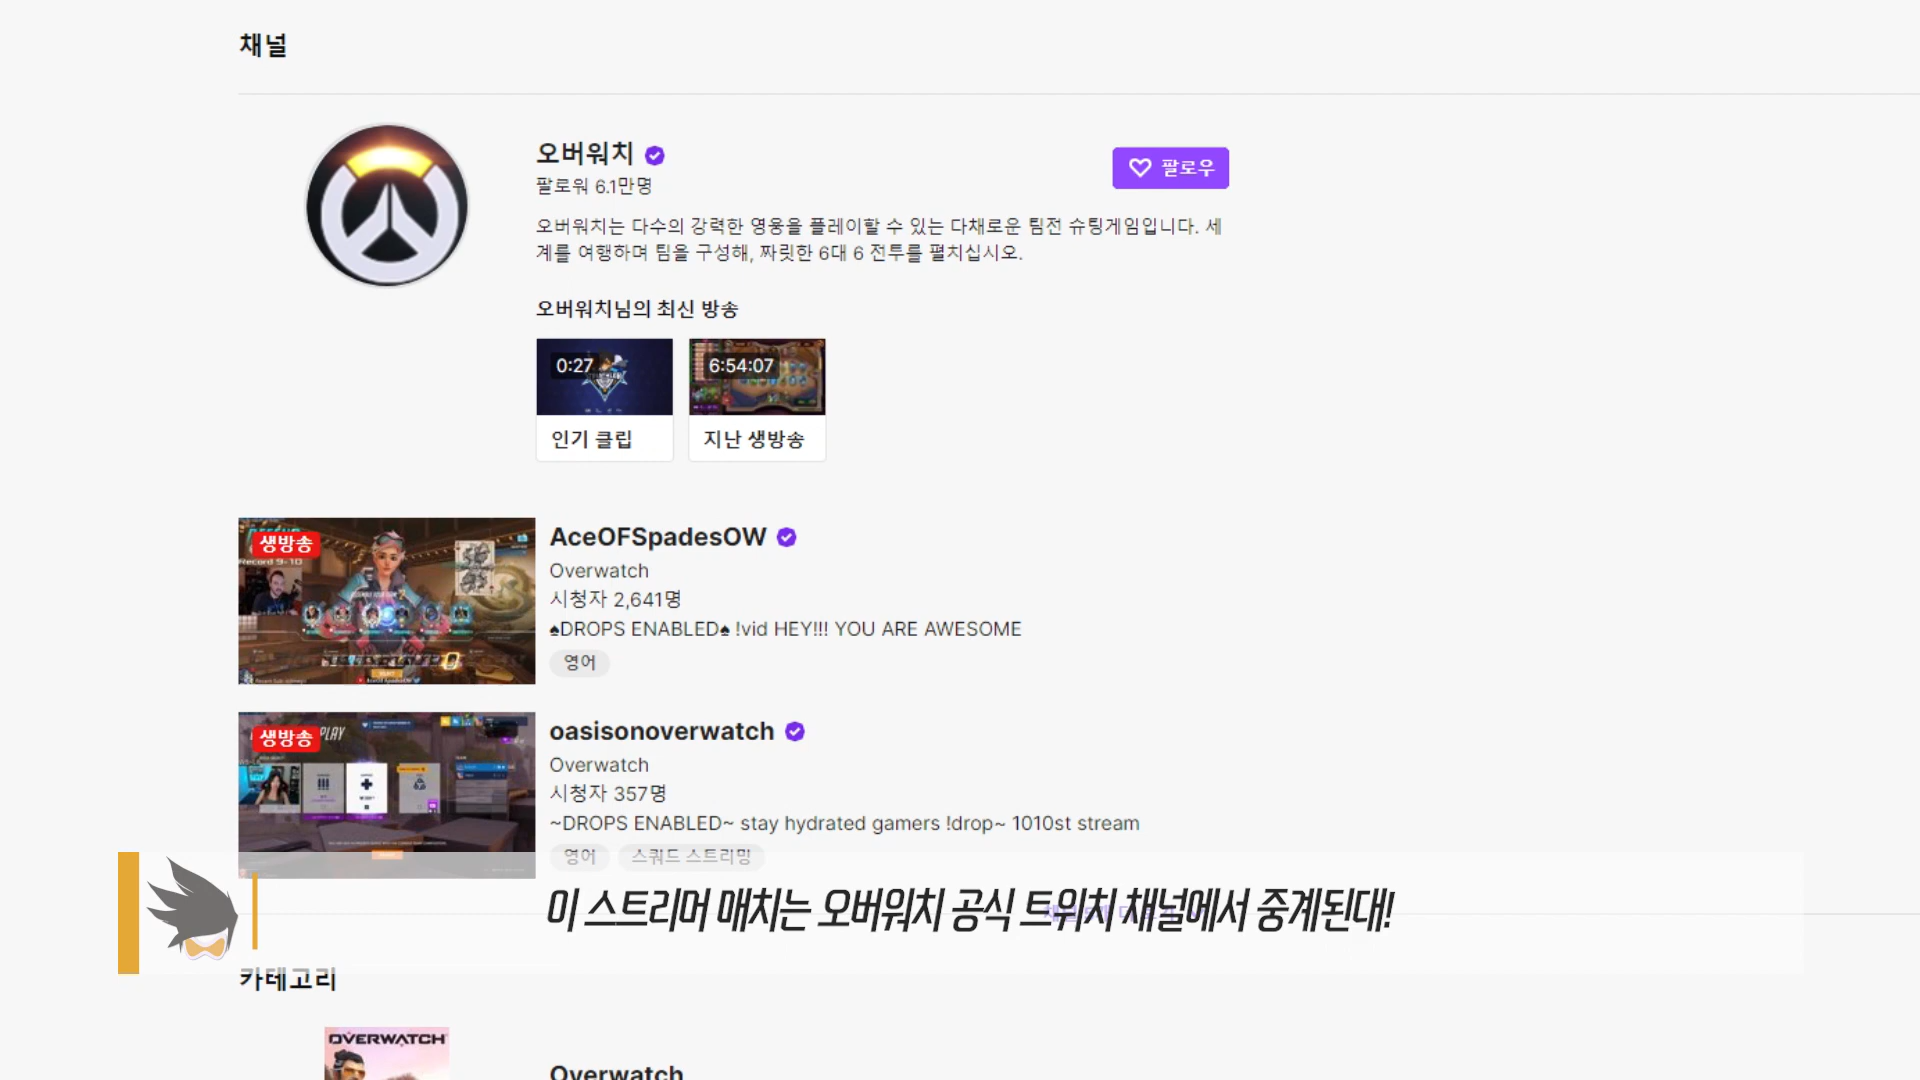 채널
오버워치
팔로워 6.1만명
팔로우
오버워치는 다수의 강력한 영웅을 플레이할 수 있는 다채로운 팀전 슈팅게임입니다. 세
계를 여행하며 팀을 구성해, 짜릿한 6대 6 전투를 펼치십시오.
오버워치님의 최신 방송
0:27
6:54:07
인기 클립
지난 생방송
생방송
Record 9-10
AceOFSpadesOW
Overwatch
시청자 2,641명
♠DROPS ENABLED♠ !vid HEY!!! YOU ARE AWESOME
영어
생방송
PLAY
oasisonoverwatch
Overwatch
시청자 357명
~DROPS ENABLED~ stay hydrated gamers !drop~ 1010st stream
영어
스쿼드 스트리밍
이 스트리머 매치는 오버워치 공식 트위치 채널에서 중계된대!
카테고리
OVERWATCH
Overwatch